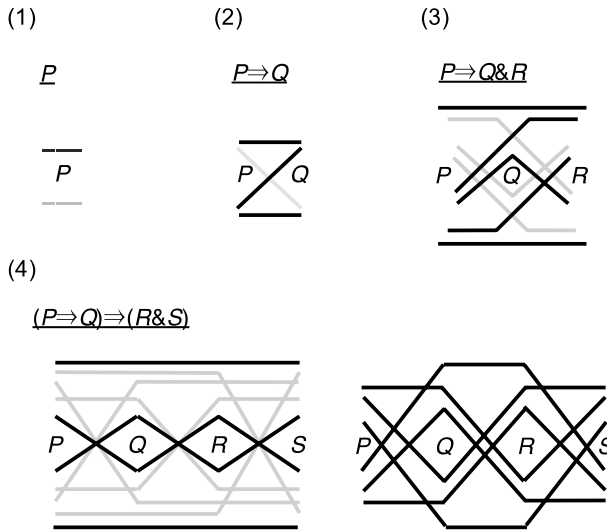 (1)
(2)
(3)
P
P⇒Q
P⇒Q&R
P
P Q
P Q R
(4)
(P⇒Q)⇒(R&S)
P Q R S
P Q R S